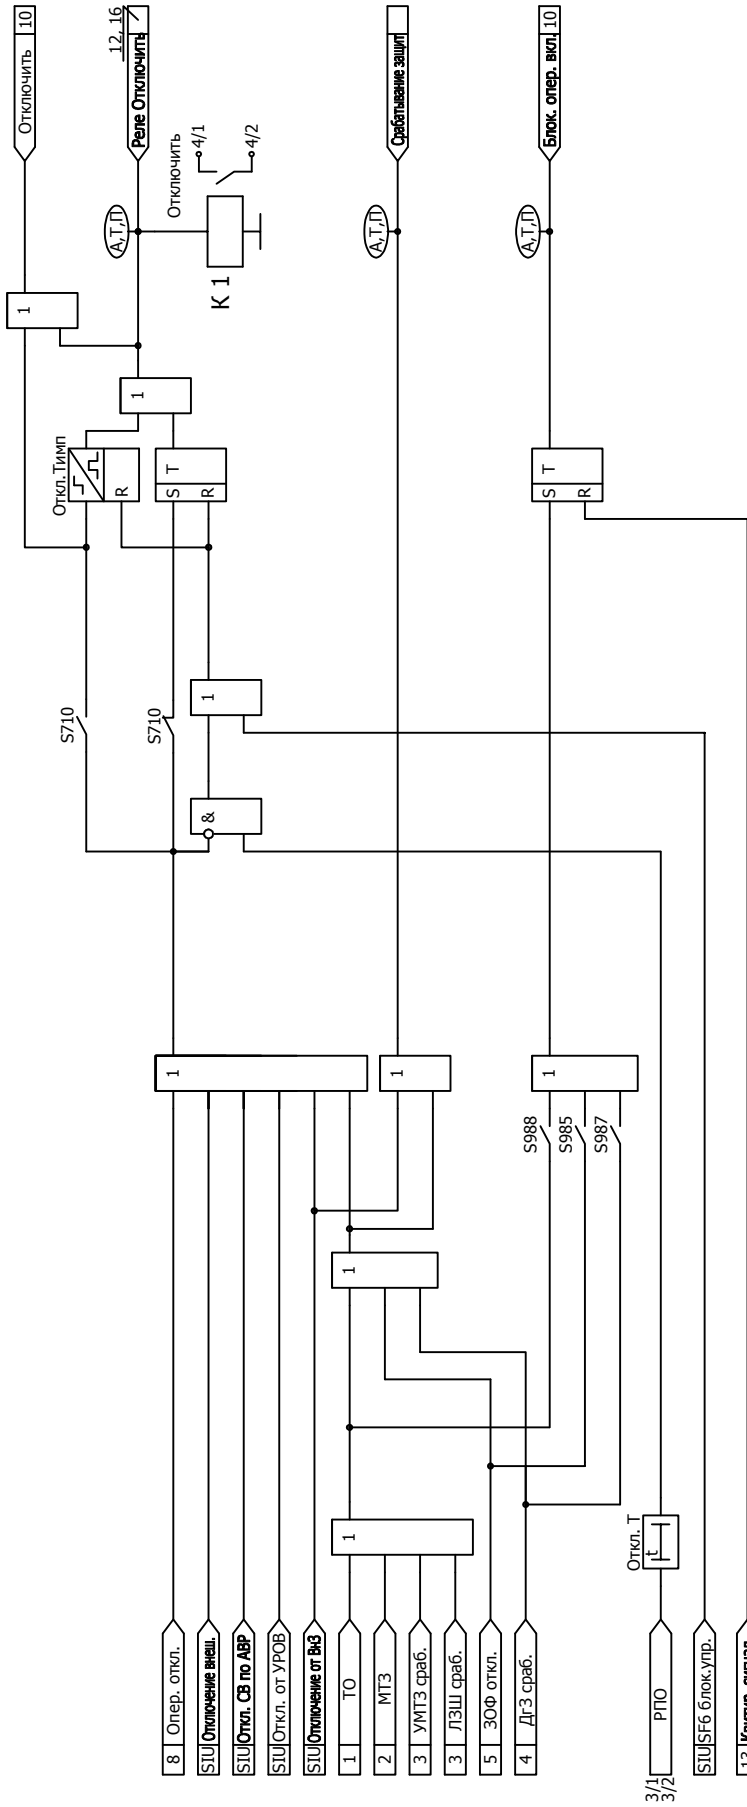 10
Отключить
12, 16
Реле Отключить
Срабатывание защит
10
Блок. опер. вкл.
Отключить
4/1
4/2
А,Т,П
К 1
А,Т,П
А,Т,П
1
1
Откл.Тимп
R
S T
R
S T
R
S710
S710
1
&
1
1
1
S988
S985
S987
1
1
Откл. Т
t
8 Опер. откл.
SIU Отключение внеш.
SIU Откл. СВ по АВР
SIU Откл. от УРОВ
SIU Отключение от ВнЗ
1 ТО
2 МТЗ
3 УМТЗ сраб.
3 ЛЗШ сраб.
5 ЗОФ откл.
4 ДгЗ сраб.
3/1
3/2
РПО
SIU SF6 блок.упр.
13